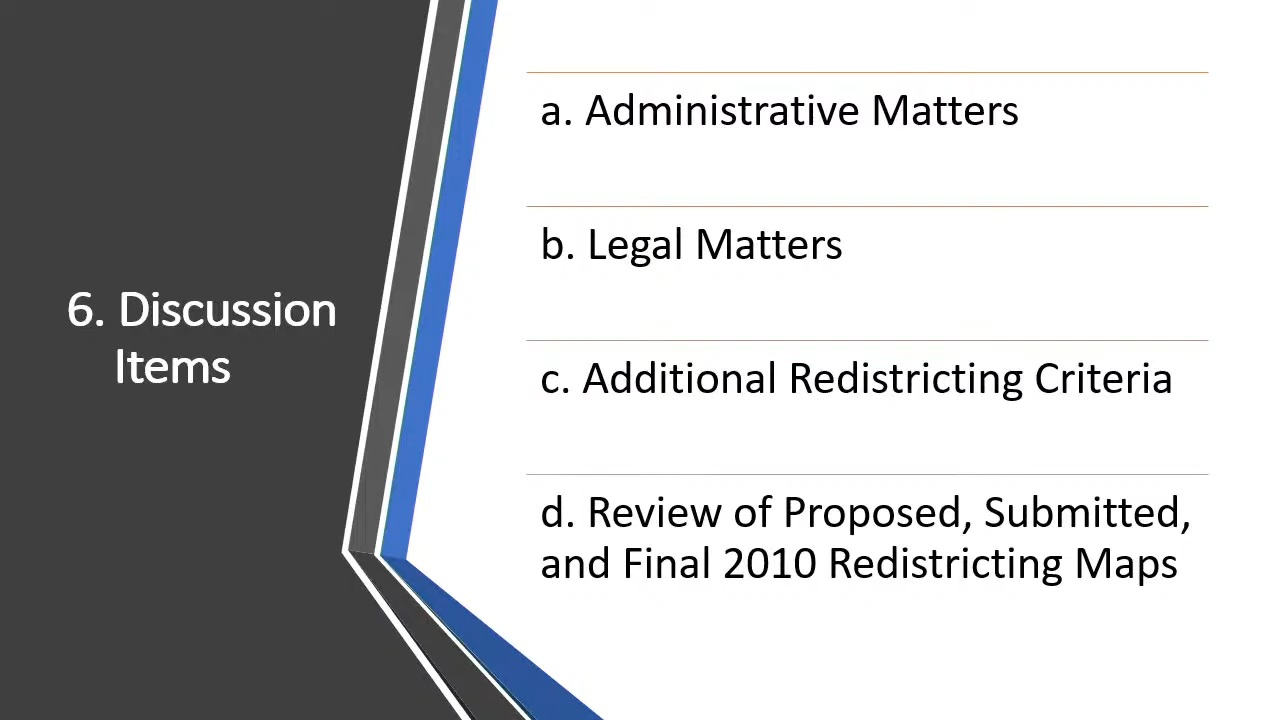 6. Discussion
Items
a. Administrative Matters
b. Legal Matters
c. Additional Redistricting Criteria
d. Review of Proposed, Submitted,
and Final 2010 Redistricting Maps